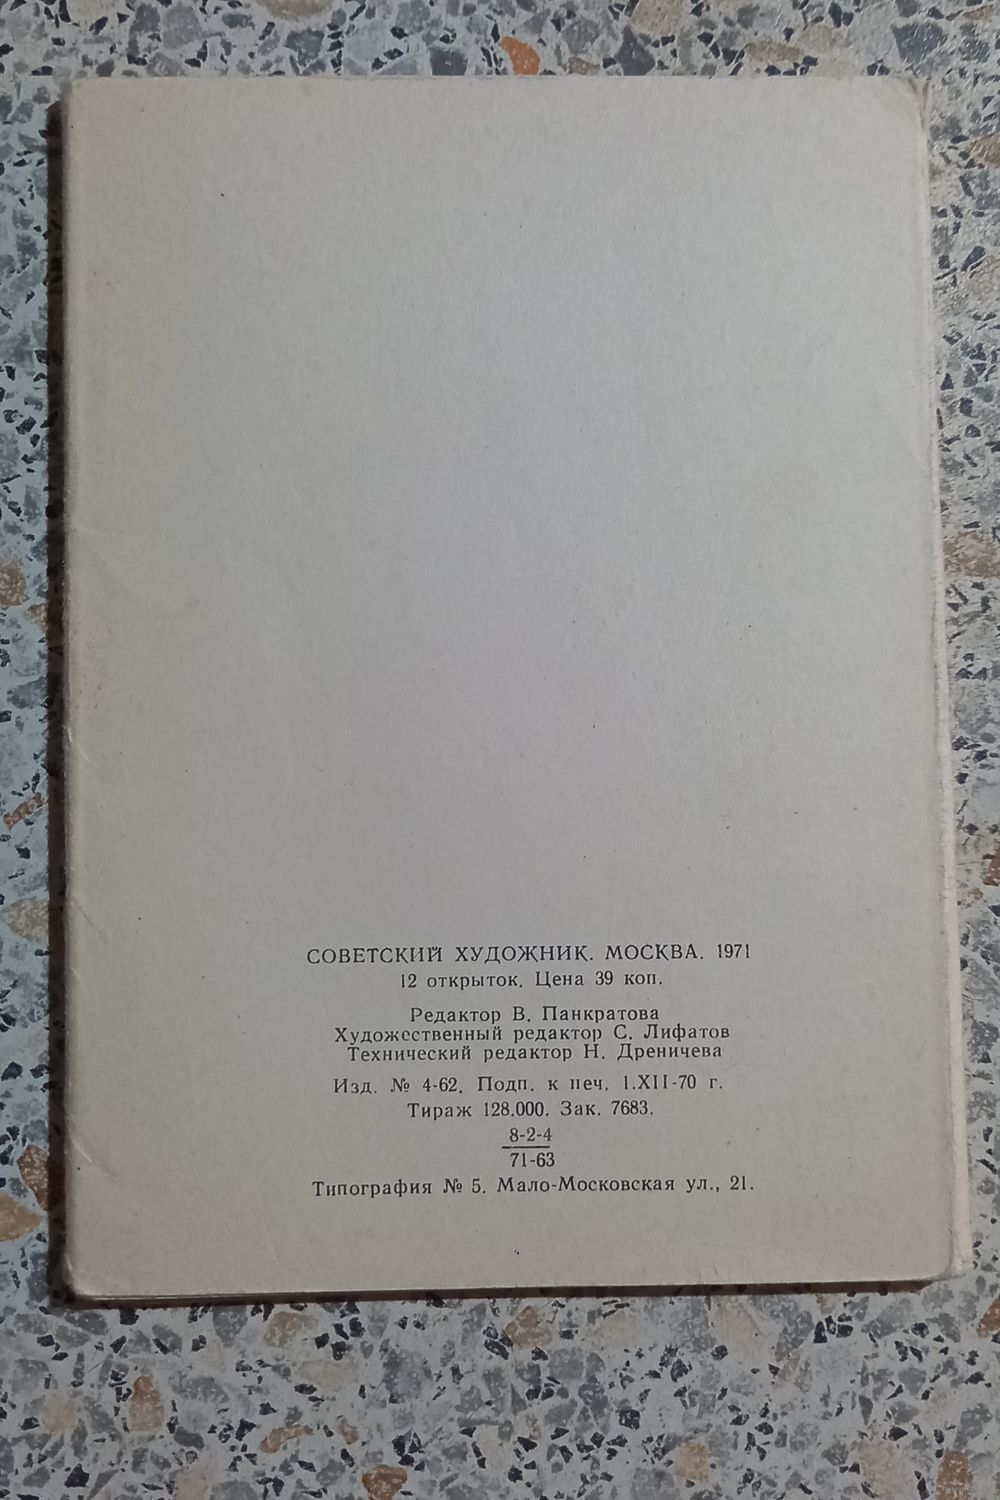 СОВЕТСКИЙ ХУДОЖНИК. МОСКВА. 1971
12 открыток. Цена 39 коп.
Редактор В. Панкратова
Художественный редактор С. Лифатов
Технический редактор Н. Дреничева
Изд. № 4-62. Подп. к печ. 1.XII-70 г.
Тираж 128.000. Зак. 7683.
8-2-4
71-63
Типография № 5. Мало-Московская ул., 21.